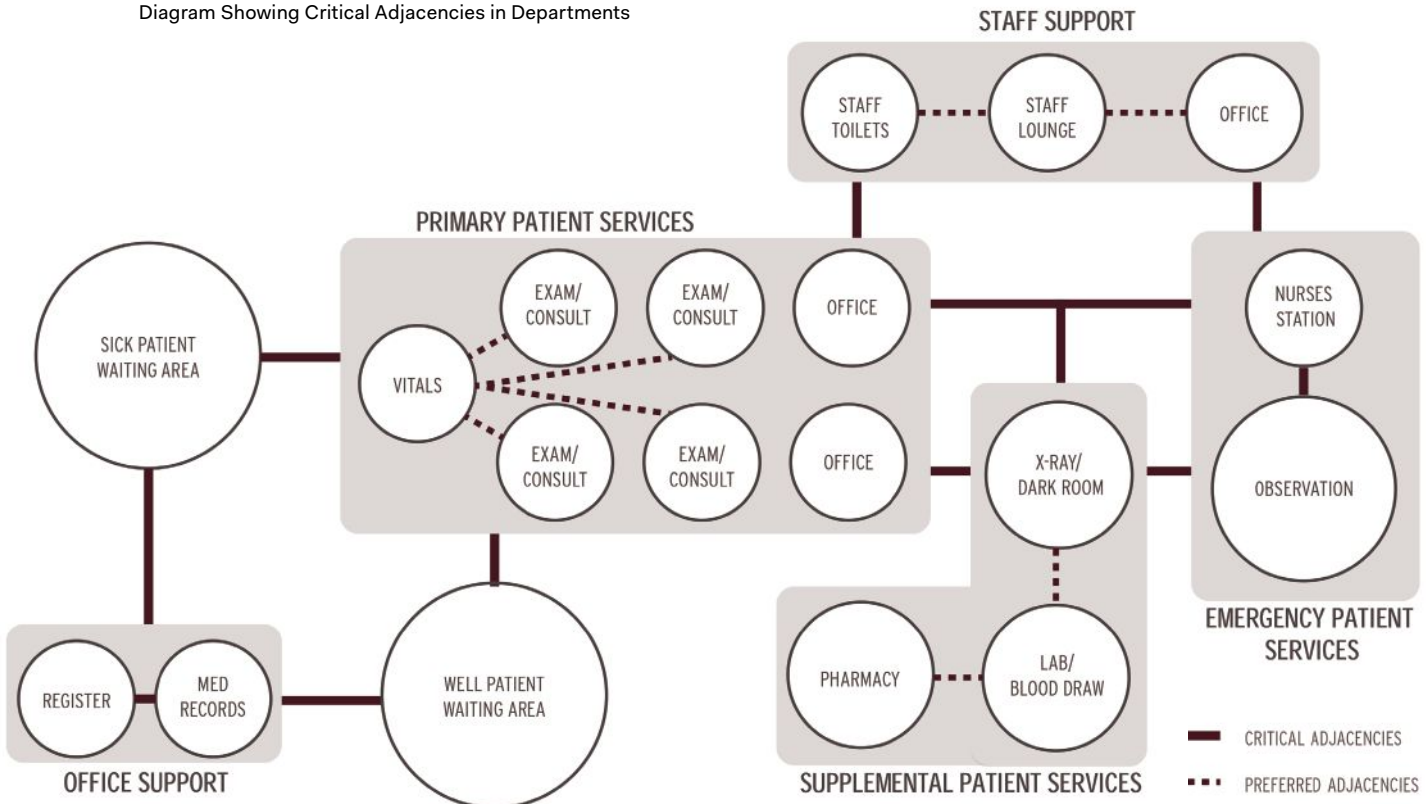 Diagram Showing Critical Adjacencies in Departments
STAFF SUPPORT
STAFF
TOILETS
STAFF
LOUNGE
OFFICE
PRIMARY PATIENT SERVICES
SICK PATIENT
WAITING AREA
VITALS
EXAM/
CONSULT
EXAM/
CONSULT
OFFICE
EXAM/
CONSULT
EXAM/
CONSULT
OFFICE
NURSES
STATION
OBSERVATION
EMERGENCY PATIENT
SERVICES
X-RAY/
DARK ROOM
PHARMACY
LAB/
BLOOD DRAW
SUPPLEMENTAL PATIENT SERVICES
REGISTER
MED
RECORDS
OFFICE SUPPORT
WELL PATIENT
WAITING AREA
CRITICAL ADJACENCIES
PREFERRED ADJACENCIES